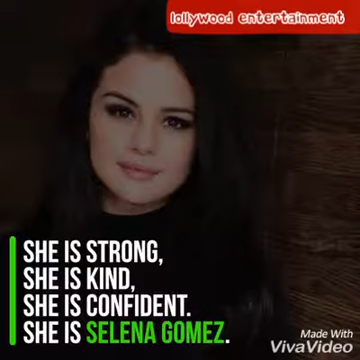 lollywood entertainment
SHE IS STRONG,
SHE IS KIND,
SHE IS CONFIDENT.
SHE IS SELENA GOMEZ.
Made With
VivaVideo